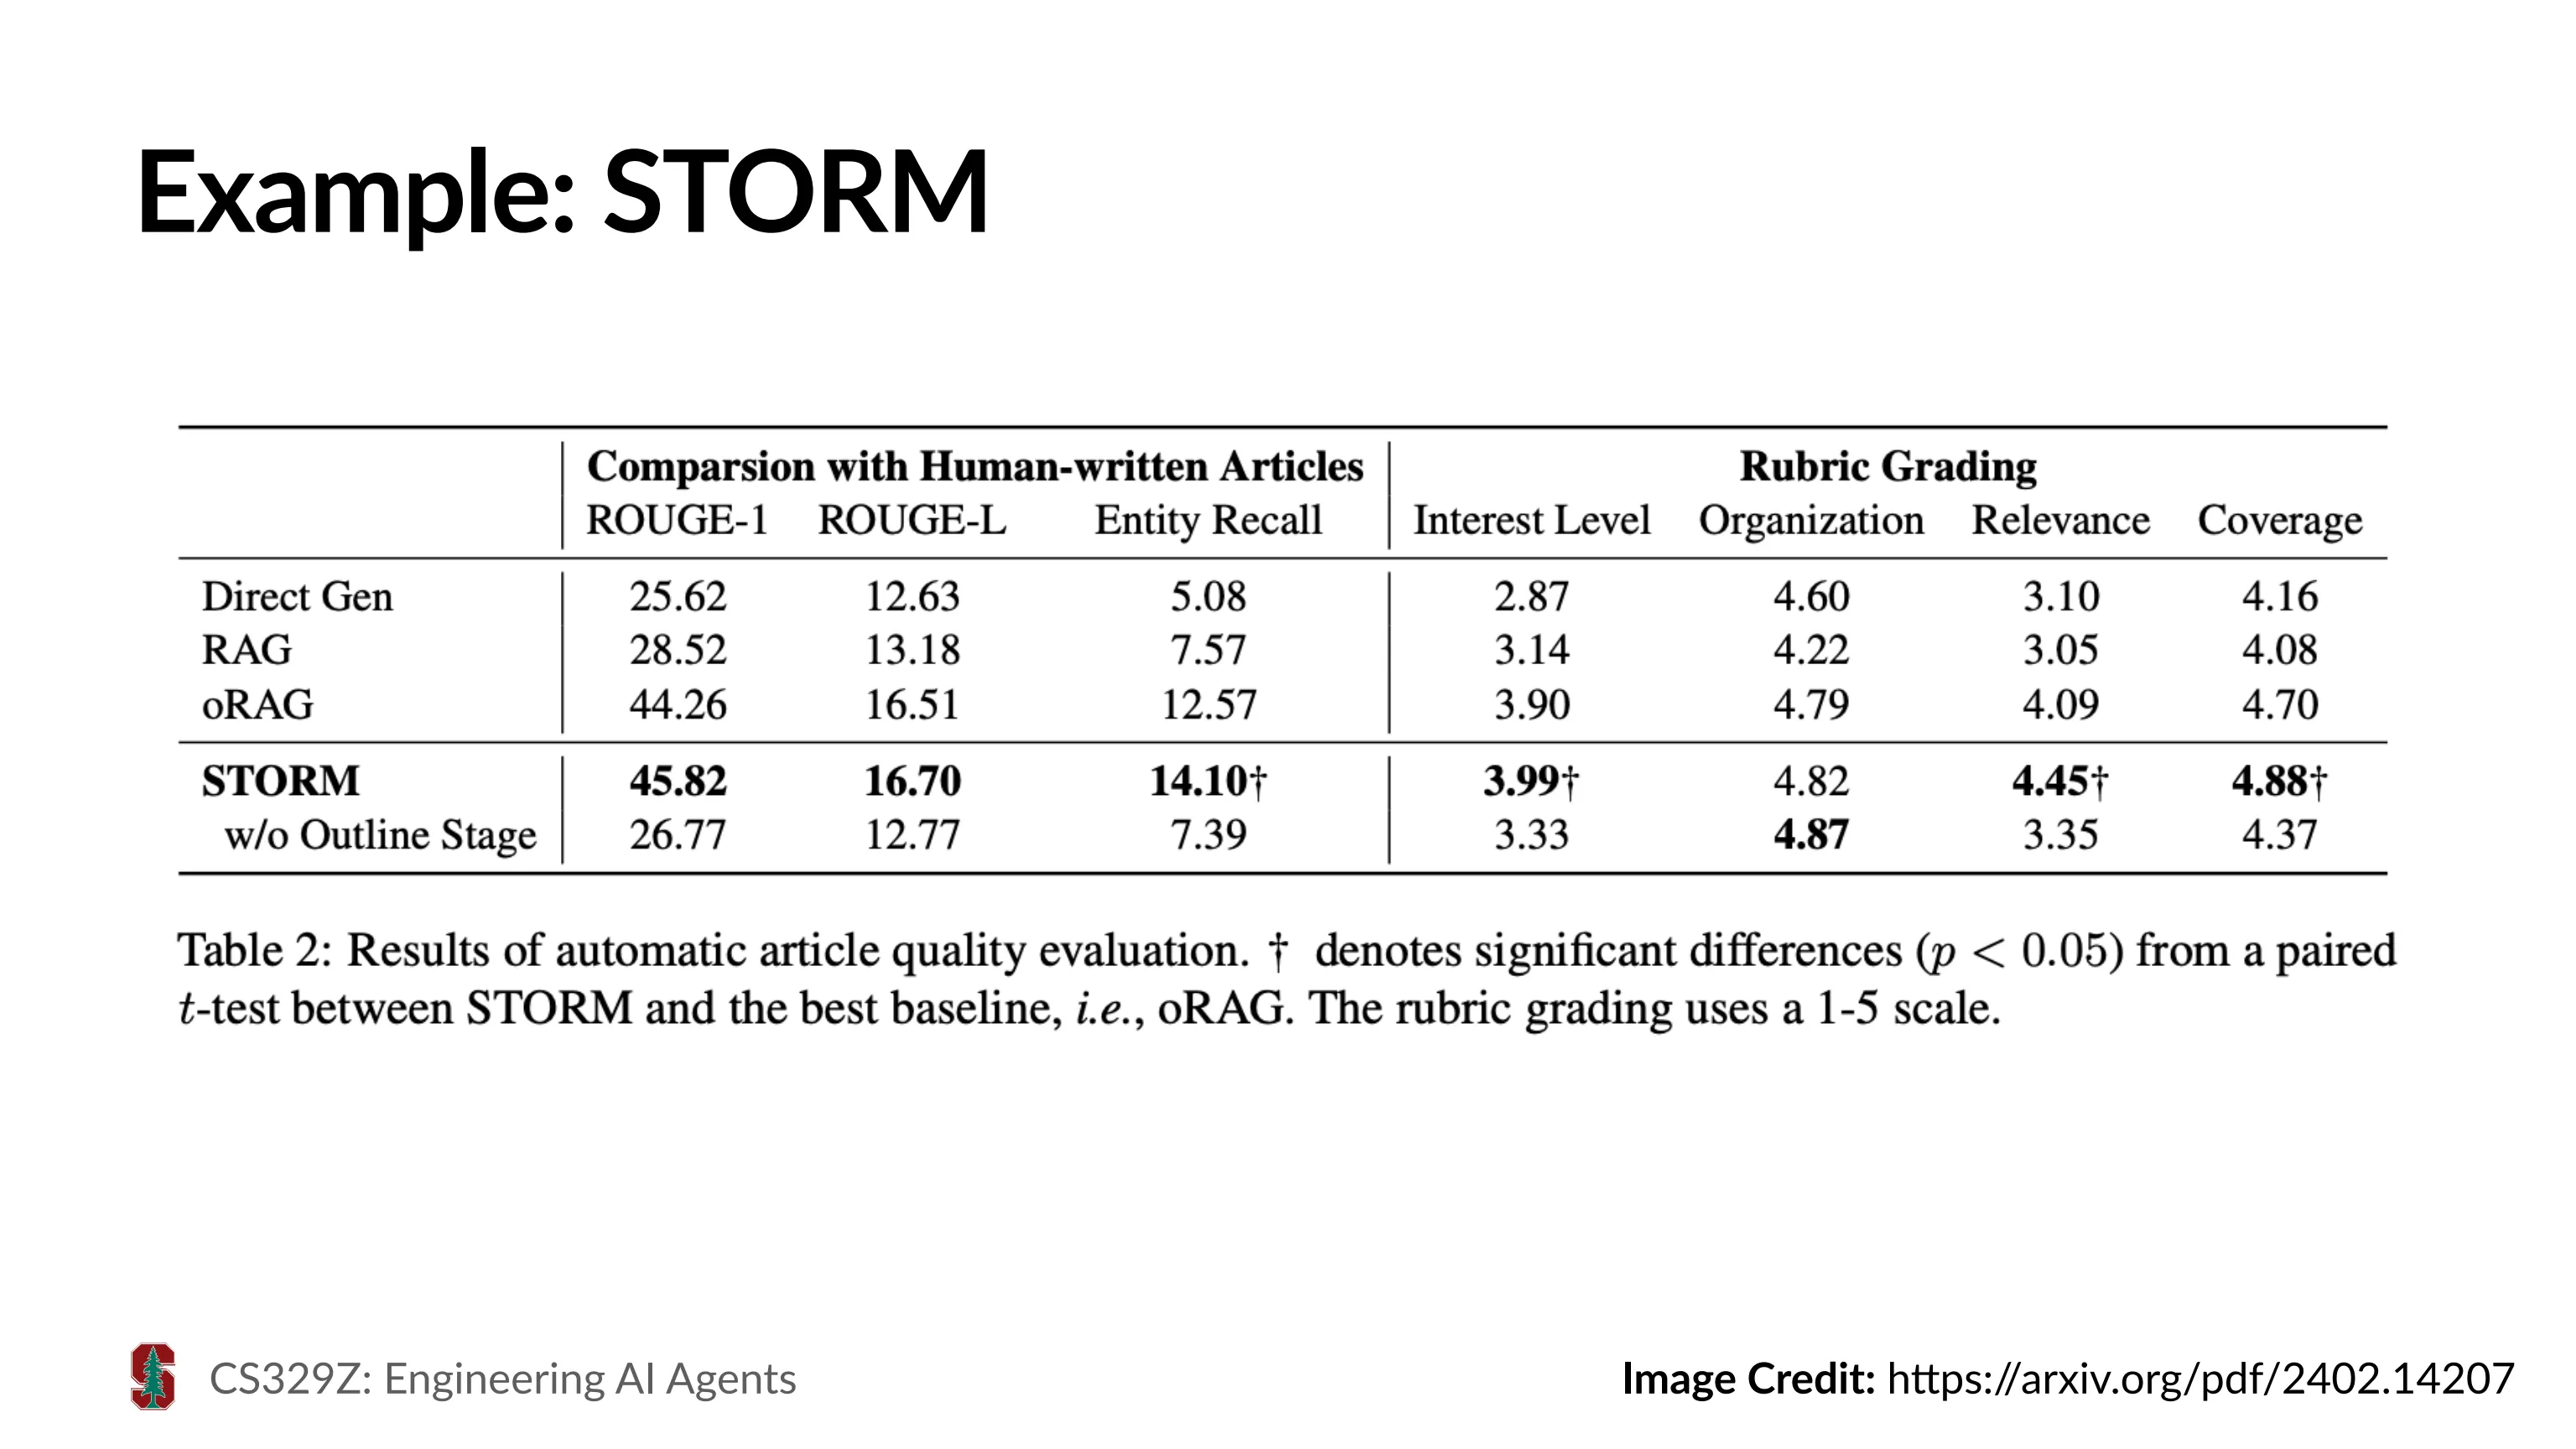 Example: STORM
Comparsion with Human-written Articles Rubric Grading
ROUGE-1 ROUGE-L Entity Recall Interest Level Organization Relevance Coverage
Direct Gen 25.62 12.63 5.08 2.87 4.60 3.10 4.16
RAG 28.52 13.18 7.57 3.14 4.22 3.05 4.08
oRAG 44.26 16.51 12.57 3.90 4.79 4.09 4.70
STORM 45.82 16.70 14.10† 3.99† 4.82 4.45† 4.88†
w/o Outline Stage 26.77 12.77 7.39 3.33 4.87 3.35 4.37
Table 2: Results of automatic article quality evaluation. † denotes significant differences (p < 0.05) from a paired
t-test between STORM and the best baseline, i.e., oRAG. The rubric grading uses a 1-5 scale.
CS329Z: Engineering AI Agents
Image Credit: https://arxiv.org/pdf/2402.14207